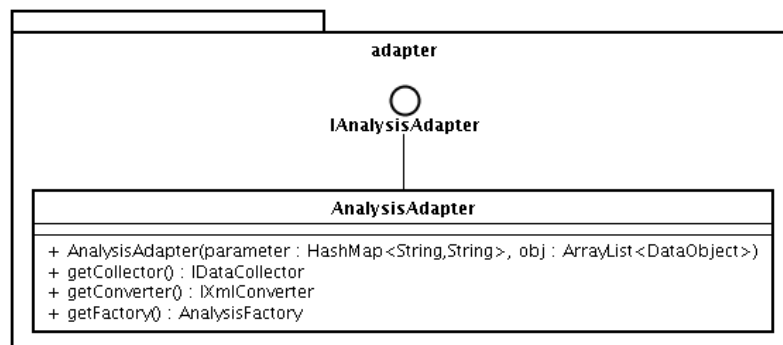 adapter
IAnalysisAdapter
AnalysisAdapter
+ AnalysisAdapter(parameter : HashMap<String,String>, obj : ArrayList<DataObject>)
+ getCollector() : IDataCollector
+ getConverter() : IXmlConverter
+ getFactory() : AnalysisFactory